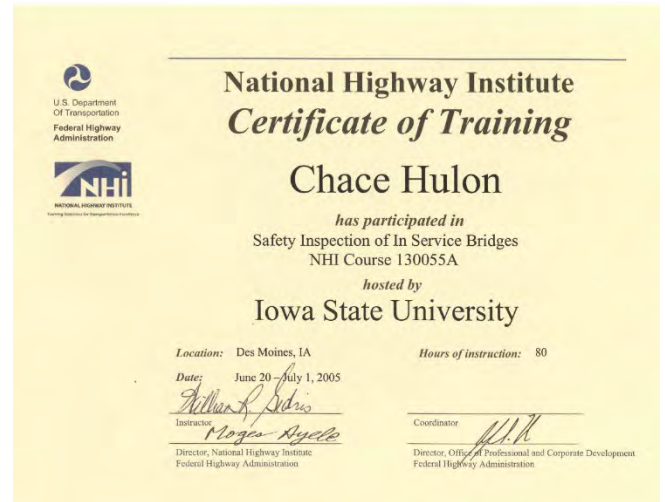 U.S. Department
Of Transportation
Federal Highway
Administration
NHI
NATIONAL HIGHWAY INSTITUTE
National Highway Institute
Certificate of Training
Chace Hulon
has participated in
Safety Inspection of In Service Bridges
NHI Course 130055A
hosted by
Iowa State University
Location: Des Moines, IA
Hours of instruction: 80
Date: June 20 – July 1, 2005
Instructor
Moges Ayele
Director, National Highway Institute
Federal Highway Administration
Coordinator
Director, Office of Professional and Corporate Development
Federal Highway Administration